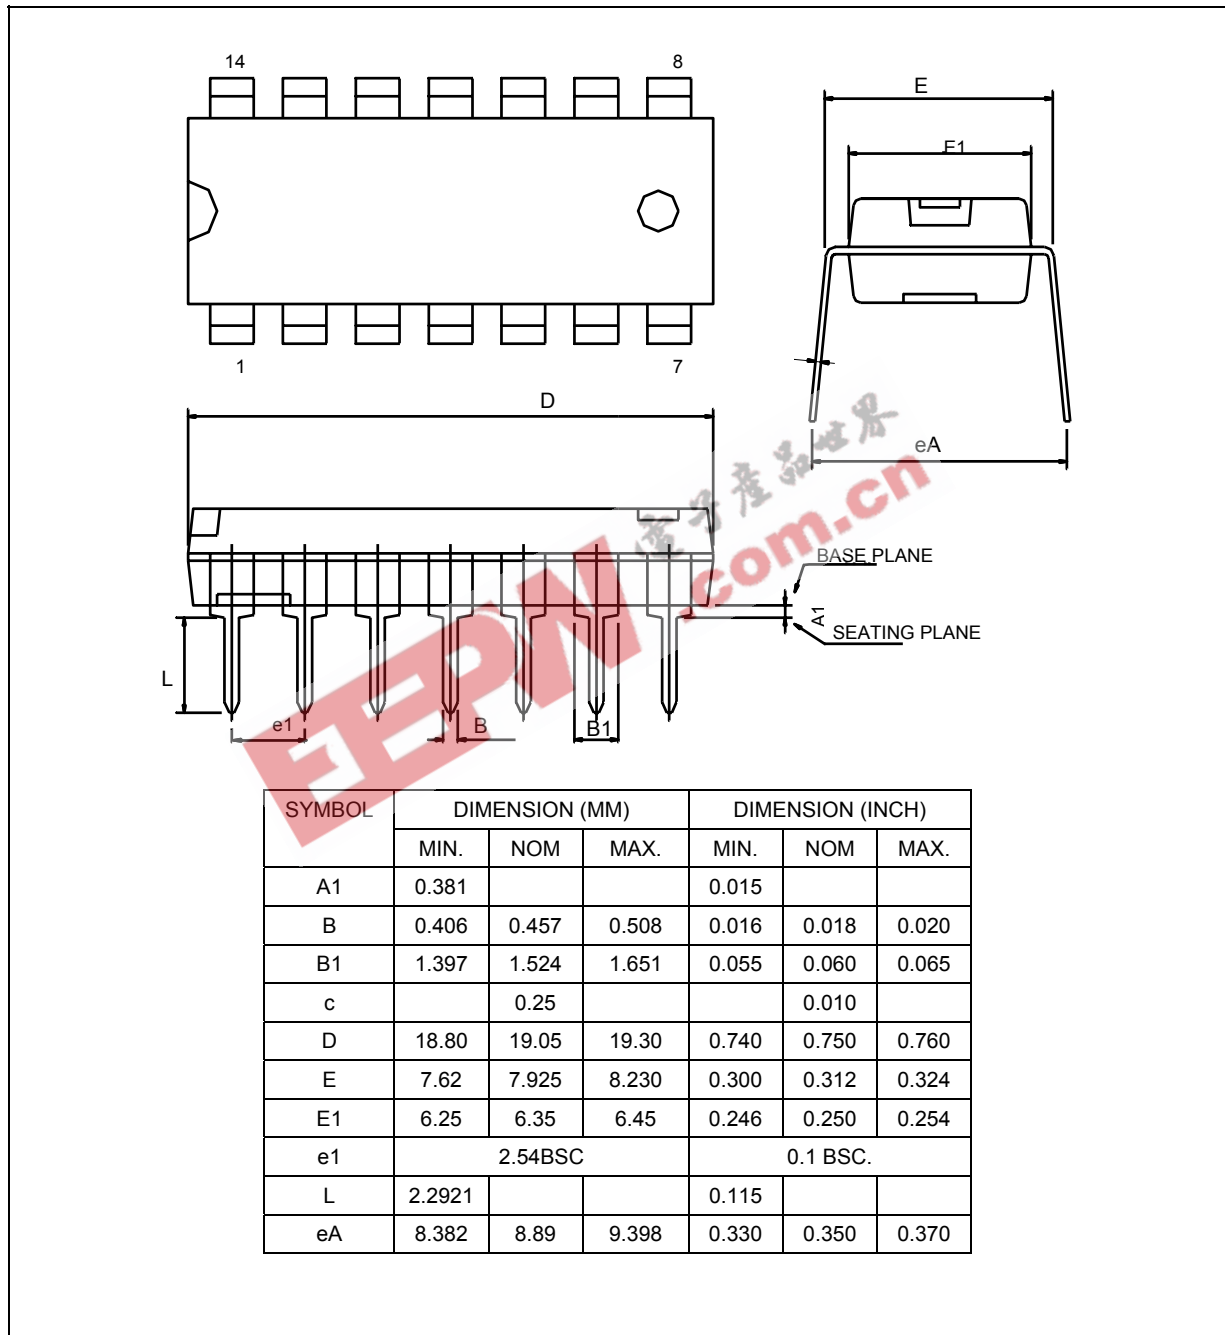 14 8
E
E1
1 7
D
電子產品世界
eA
EEPW.com.cn
BASE PLANE
A1
SEATING PLANE
L
e1 B B1
SYMBOL DIMENSION (MM) DIMENSION (INCH)
MIN. NOM MAX. MIN. NOM MAX.
A1 0.381 0.015
B 0.406 0.457 0.508 0.016 0.018 0.020
B1 1.397 1.524 1.651 0.055 0.060 0.065
c 0.25 0.010
D 18.80 19.05 19.30 0.740 0.750 0.760
E 7.62 7.925 8.230 0.300 0.312 0.324
E1 6.25 6.35 6.45 0.246 0.250 0.254
e1 2.54BSC 0.1 BSC.
L 2.2921 0.115
eA 8.382 8.89 9.398 0.330 0.350 0.370